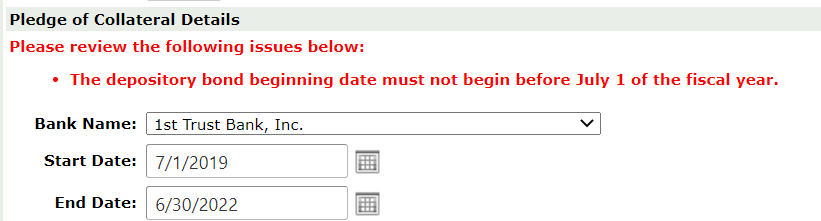 Pledge of Collateral Details
Please review the following issues below:
• The depository bond beginning date must not begin before July 1 of the fiscal year.
Bank Name: 1st Trust Bank, Inc.
Start Date: 7/1/2019
End Date: 6/30/2022